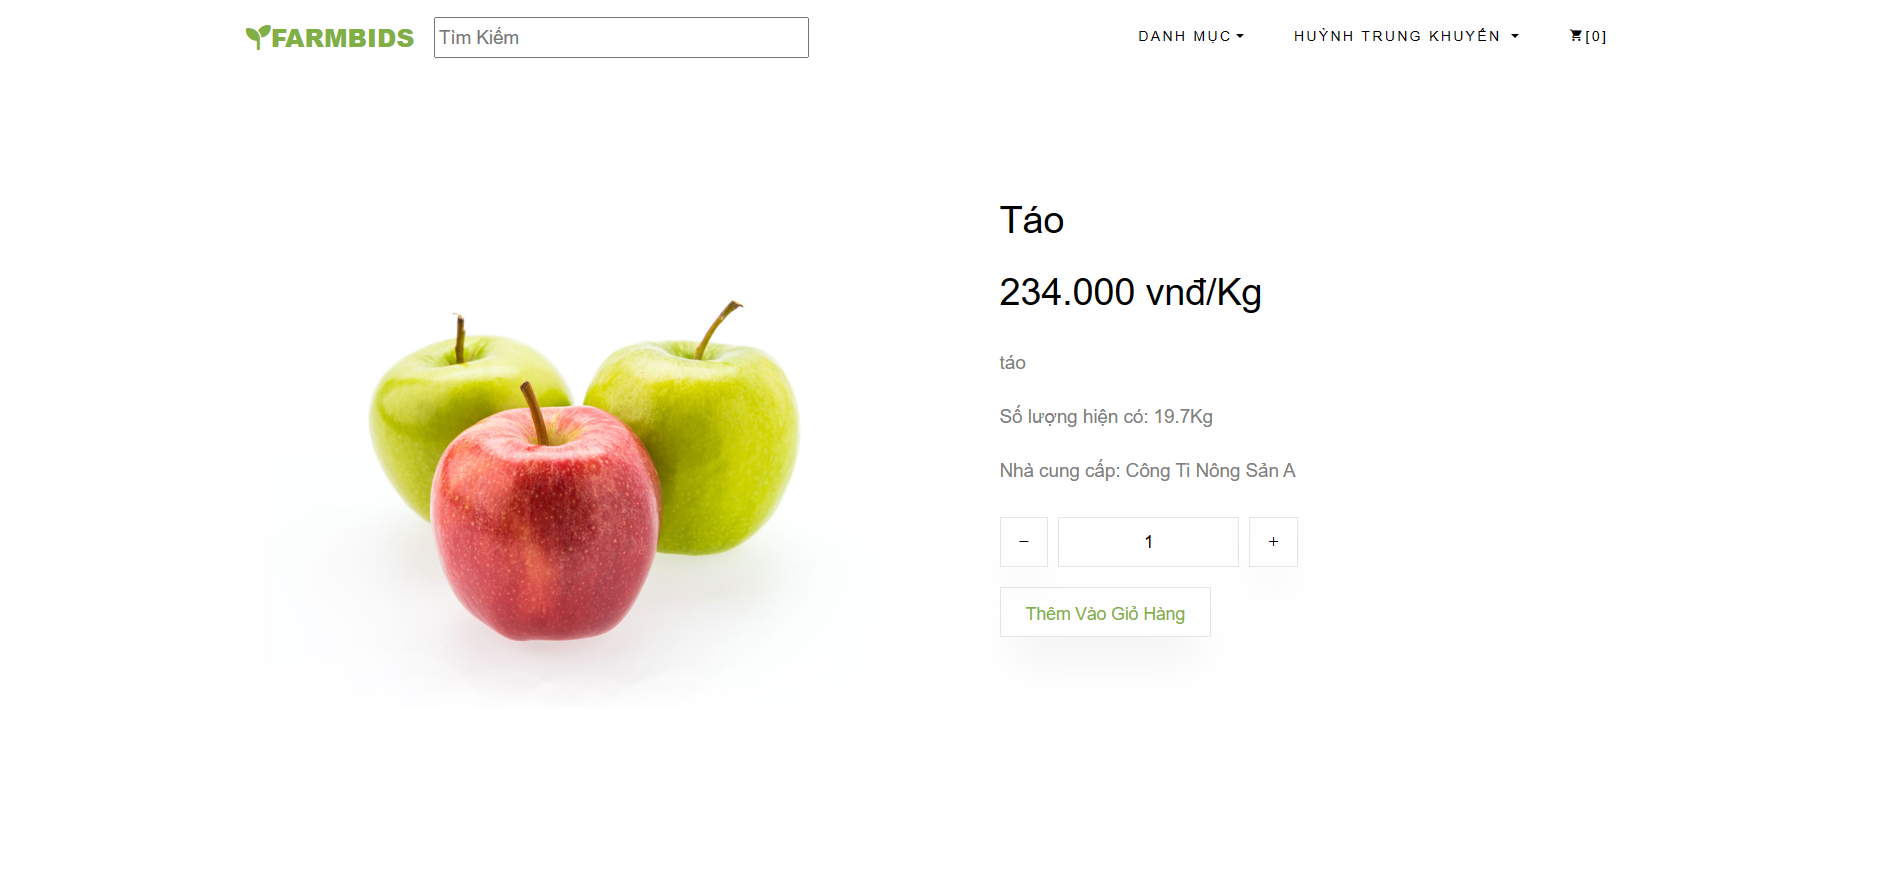 FARMBIDS
Tìm Kiếm
DANH MỤC
HUỲNH TRUNG KHUYẾN
[0]
Táo
234.000 vnđ/Kg
táo
Số lượng hiện có: 19.7Kg
Nhà cung cấp: Công Ti Nông Sản A
− 1 +
Thêm Vào Giỏ Hàng